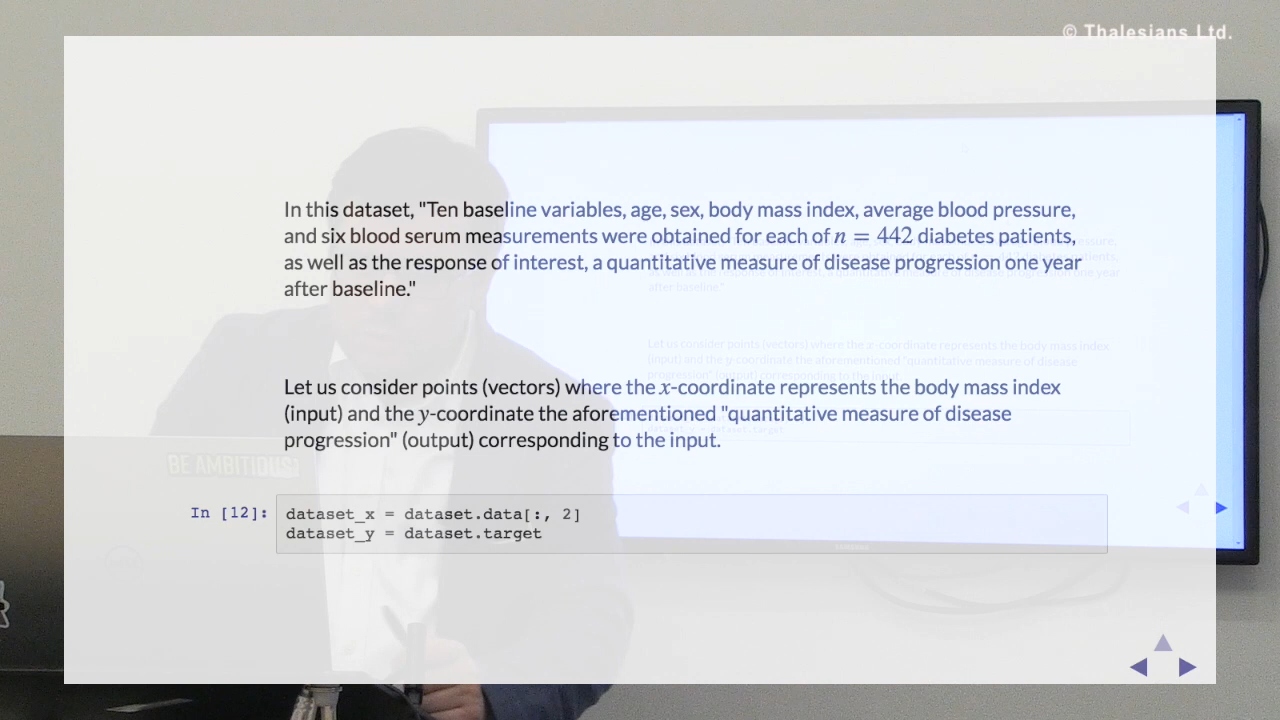 © Thalesians Ltd.
In this dataset, "Ten baseline variables, age, sex, body mass index, average blood pressure,
and six blood serum measurements were obtained for each of n = 442 diabetes patients,
as well as the response of interest, a quantitative measure of disease progression one year
after baseline."
Let us consider points (vectors) where the x-coordinate represents the body mass index
(input) and the y-coordinate the aforementioned "quantitative measure of disease
progression" (output) corresponding to the input.
BE AMBITIOUS!
In [12]:
dataset_x = dataset.data[:, 2]
dataset_y = dataset.target
SAMSUNG